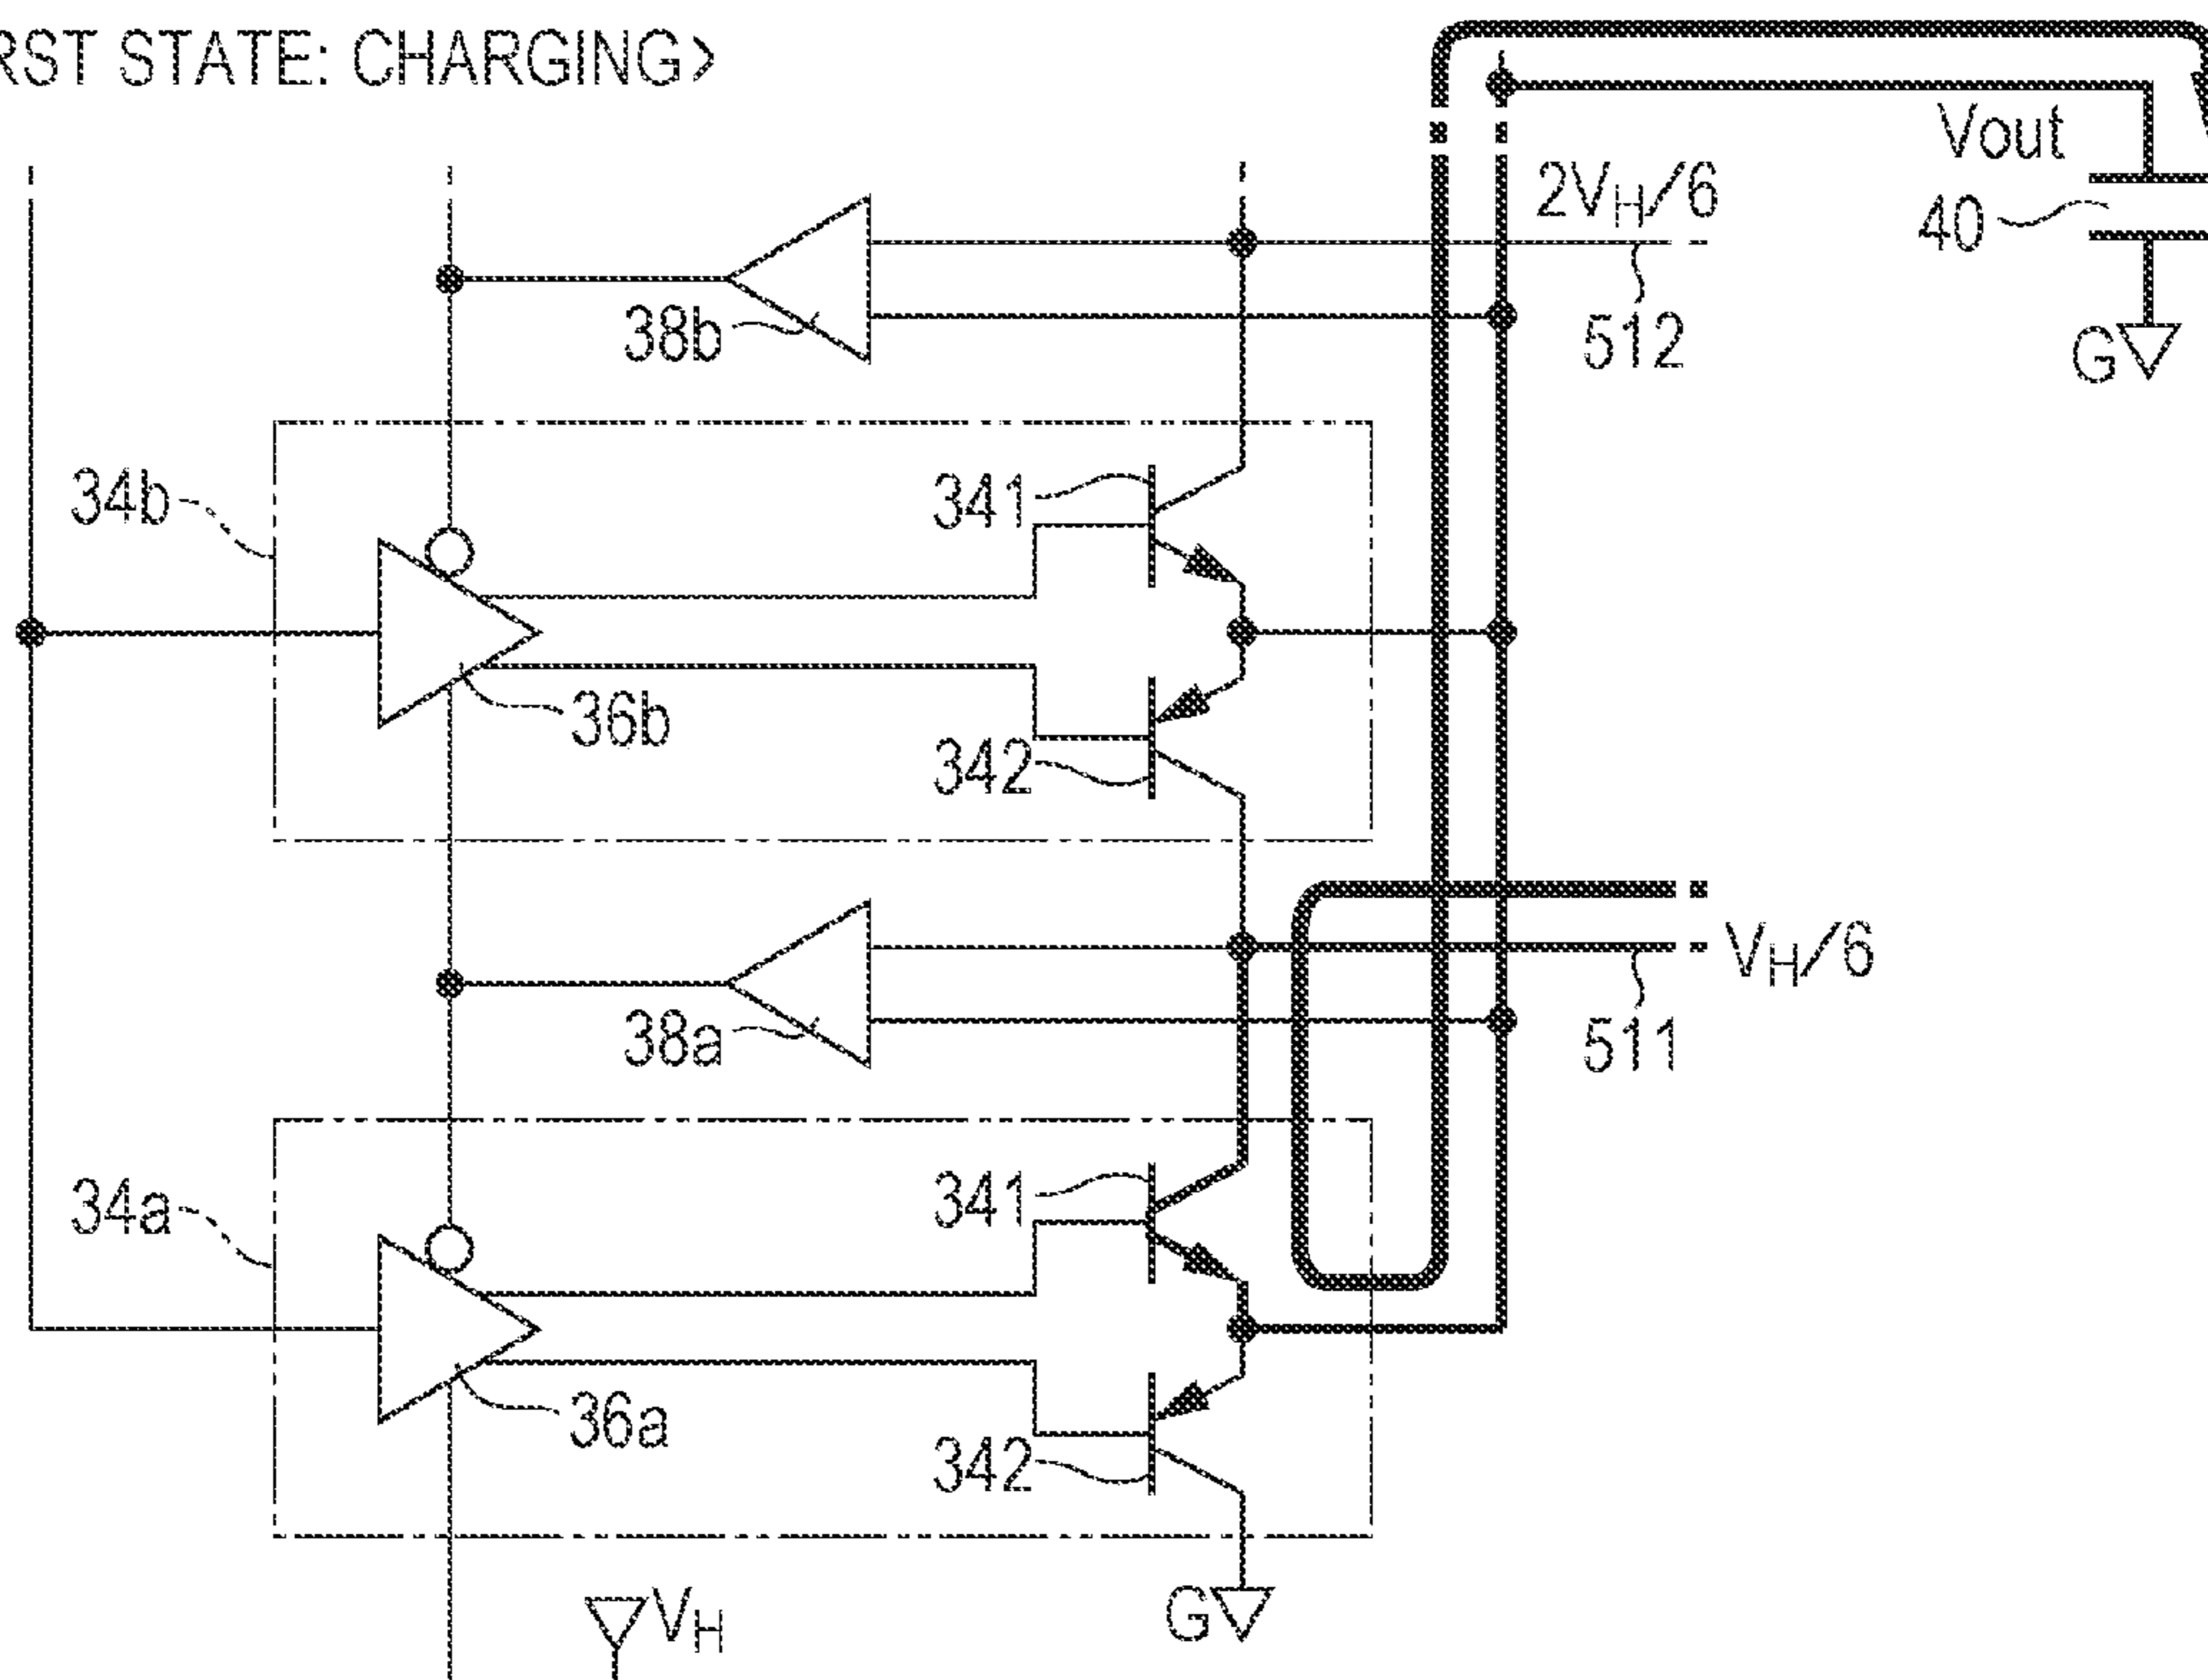 RST STATE: CHARGING>
Vout
2VH/6
40
38b
512
G
34b
341
36b
342
VH/6
38a
511
34a
341
36a
342
VH
G